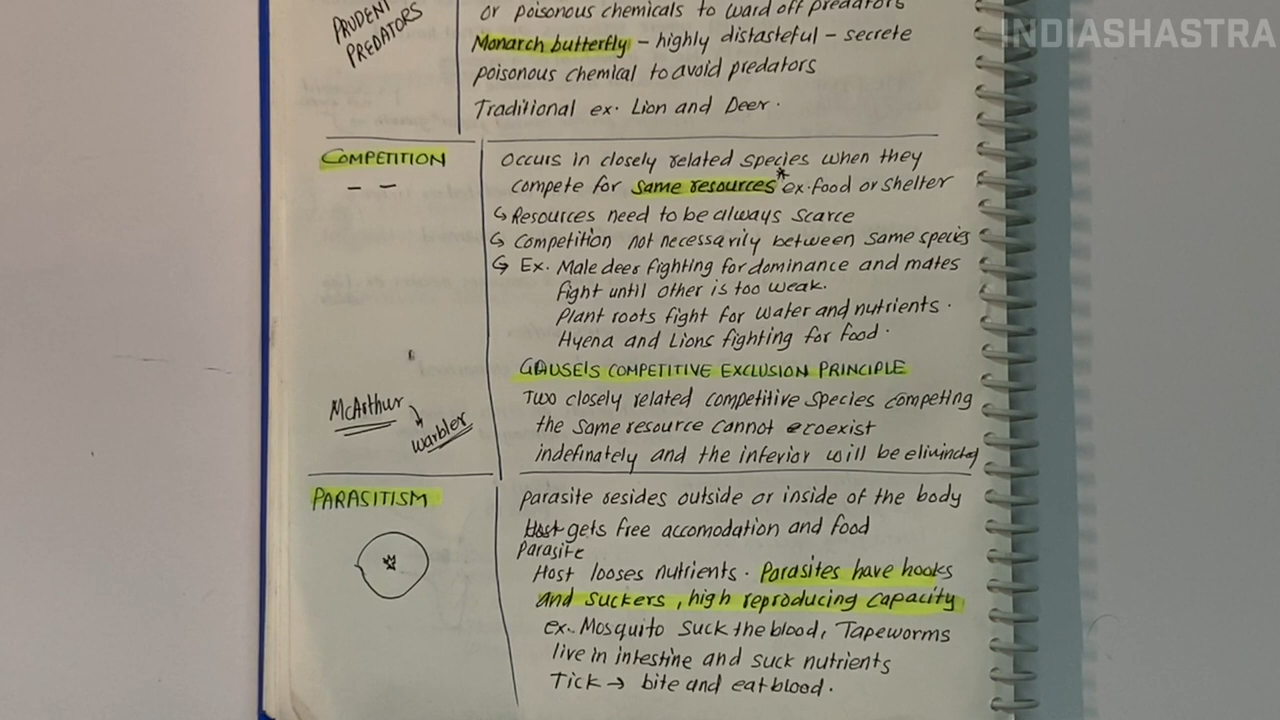 INDIASHASTRA
PRUDENT
PREDATORS
or poisonous chemicals to ward off predators
Monarch butterfly – highly distasteful – secrete
poisonous chemical to avoid predators
Traditional ex. Lion and Deer.
COMPETITION
– –
Occurs in closely related species when they
compete for same resources* ex. food or shelter
↳ Resources need to be always scarce
↳ Competition not necessarily between same species
↳ Ex. Male deer fighting for dominance and mates
fight until other is too weak.
Plant roots fight for water and nutrients.
Hyena and Lions fighting for food.
GAUSE'S COMPETITIVE EXCLUSION PRINCIPLE
McArthur
→ warbler
Two closely related competitive species competing
the same resource cannot coexist
indefinately and the inferior will be
PARASITISM
Parasite resides outside or inside of the body
Host gets free accomodation and food
Parasite
Host looses nutrients. Parasites have hooks
and suckers, high reproducing capacity
ex. Mosquito suck the blood, Tapeworms
live in intestine and suck nutrients
Tick → bite and eat blood.